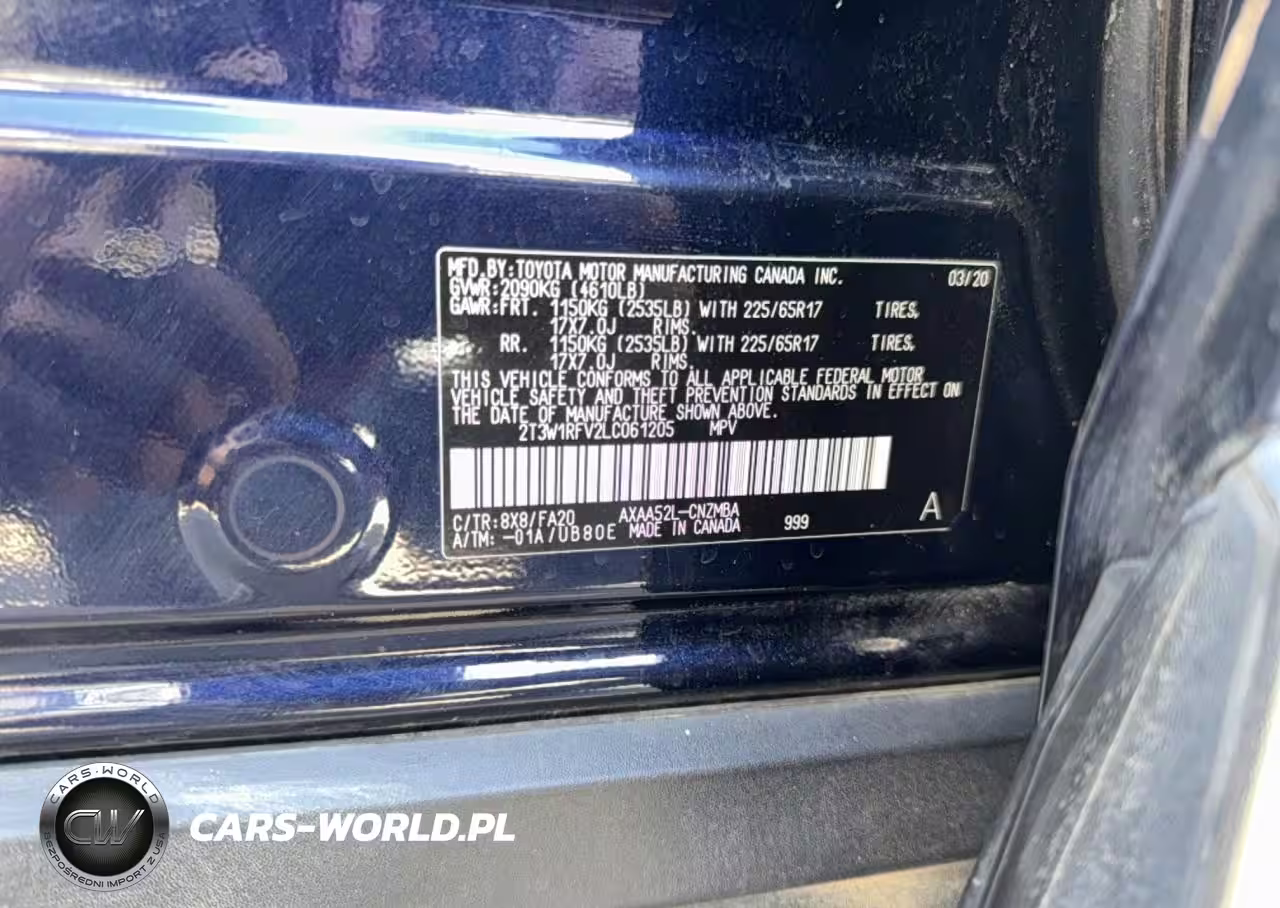 MFD.BY:TOYOTA MOTOR MANUFACTURING CANADA INC. 03/20
GVWR:2090KG (4610LB)
GAWR:FRT. 1150KG (2535LB) WITH 225/65R17 TIRES,
17X7.0J RIMS.
RR. 1150KG (2535LB) WITH 225/65R17 TIRES,
17X7.0J RIMS.
THIS VEHICLE CONFORMS TO ALL APPLICABLE FEDERAL MOTOR
VEHICLE SAFETY AND THEFT PREVENTION STANDARDS IN EFFECT ON
THE DATE OF MANUFACTURE SHOWN ABOVE.
2T3W1RFV2LC061205 MPV
C/TR:8X8/FA20 AXAA52L-CNZMBA
A/TM: -01A/UB80E MADE IN CANADA 999 A
CARS-WORLD
CW
BEZPOŚREDNI IMPORT Z USA
CARS-WORLD.PL